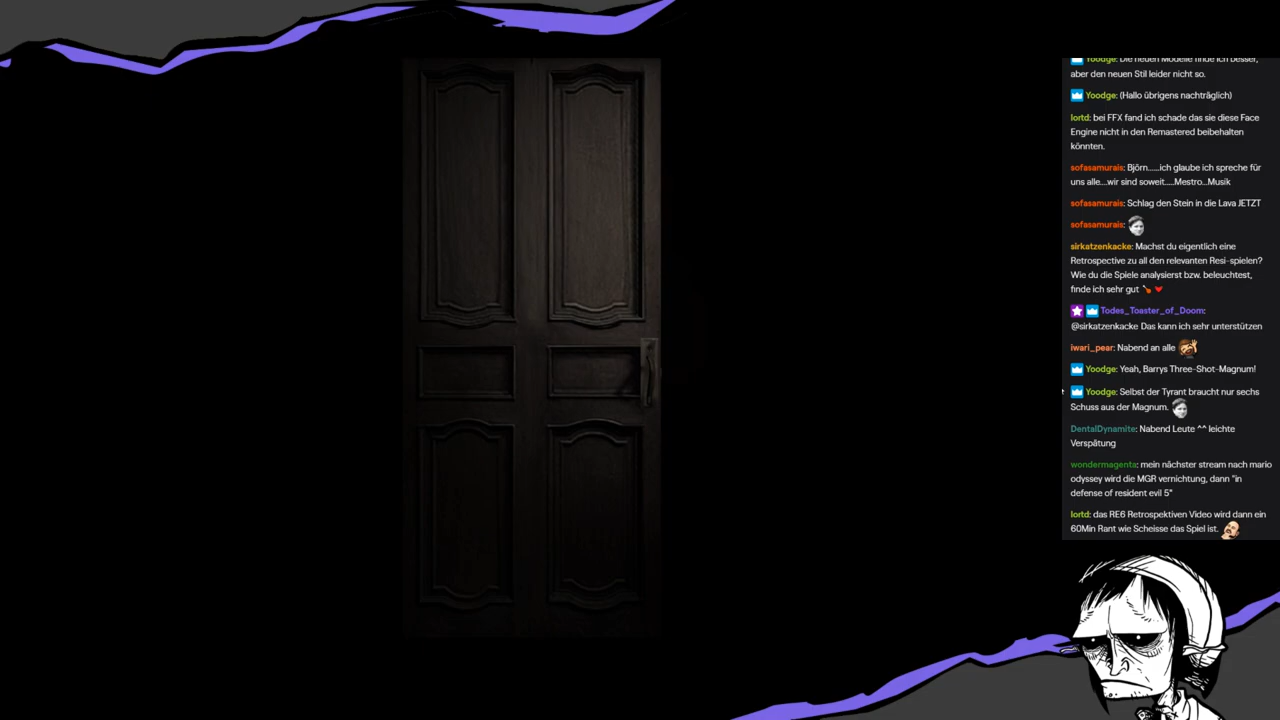 Yoodge: Die neuen Modelle finde ich besser,
aber den neuen Stil leider nicht so.
Yoodge: (Hallo übrigens nachträglich)
lortd: bei FFX fand ich schade das sie diese Face
Engine nicht in den Remastered beibehalten
könnten.
sofasamurais: Björn......ich glaube ich spreche für
uns alle....wir sind soweit.....Mestro...Musik
sofasamurais: Schlag den Stein in die Lava JETZT
sofasamurais:
sirkatzenkacke: Machst du eigentlich eine
Retrospective zu all den relevanten Resi-spielen?
Wie du die Spiele analysierst bzw. beleuchtest,
finde ich sehr gut
Todes_Toaster_of_Doom:
@sirkatzenkacke Das kann ich sehr unterstützen
iwari_pear: Nabend an alle
Yoodge: Yeah, Barrys Three-Shot-Magnum!
Yoodge: Selbst der Tyrant braucht nur sechs
Schuss aus der Magnum.
DentalDynamite: Nabend Leute ^^ leichte
Verspätung
wondermagenta: mein nächster stream nach mario
odyssey wird die MGR vernichtung, dann "in
defense of resident evil 5"
lortd: das RE6 Retrospektiven Video wird dann ein
60Min Rant wie Scheisse das Spiel ist.